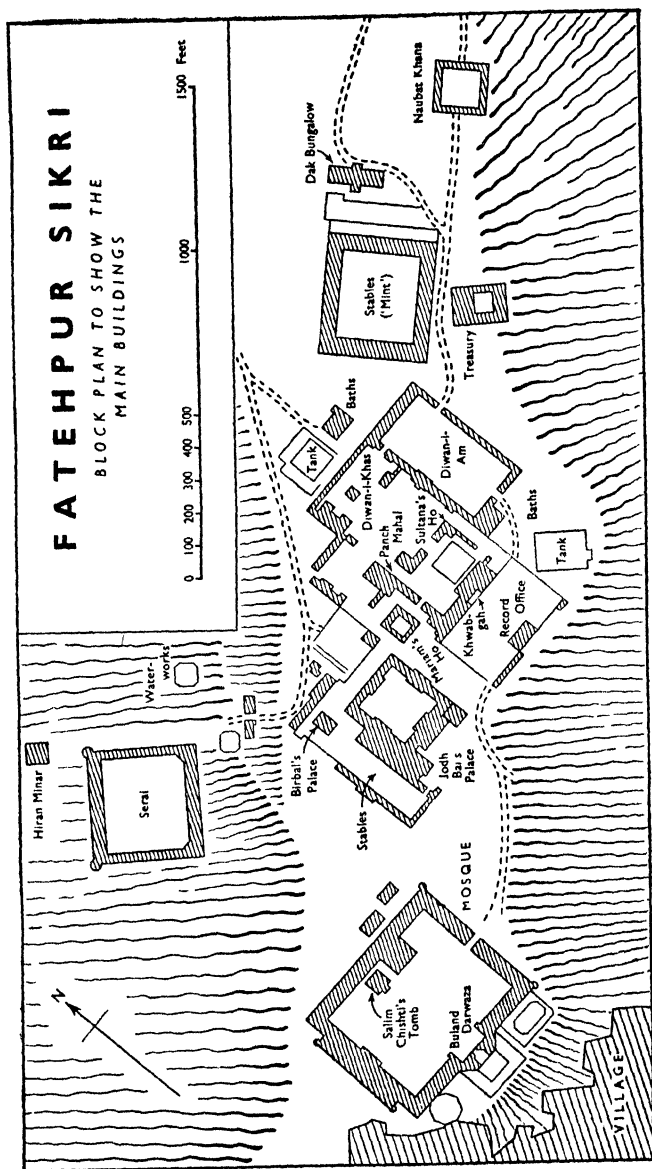 FATEHPUR SIKRI
BLOCK PLAN TO SHOW THE
MAIN BUILDINGS
0 100 200 300 400 500 1000 1500 Feet
N
Hiran Minar
Serai
Water-
works
Birbal's
Palace
Stables
Jodh Bai's
Palace
Mariam's
Ho
Panch
Mahal
Diwan-i-Khas
Sultana's
Ho
Khwab-
gah
Record
Office
Diwan-i-
Am
Tank
Baths
Baths
Tank
Treasury
Stables
('Mint')
Dak Bungalow
Naubat Khana
MOSQUE
Salim
Chishti's
Tomb
Buland
Darwaza
VILLAGE